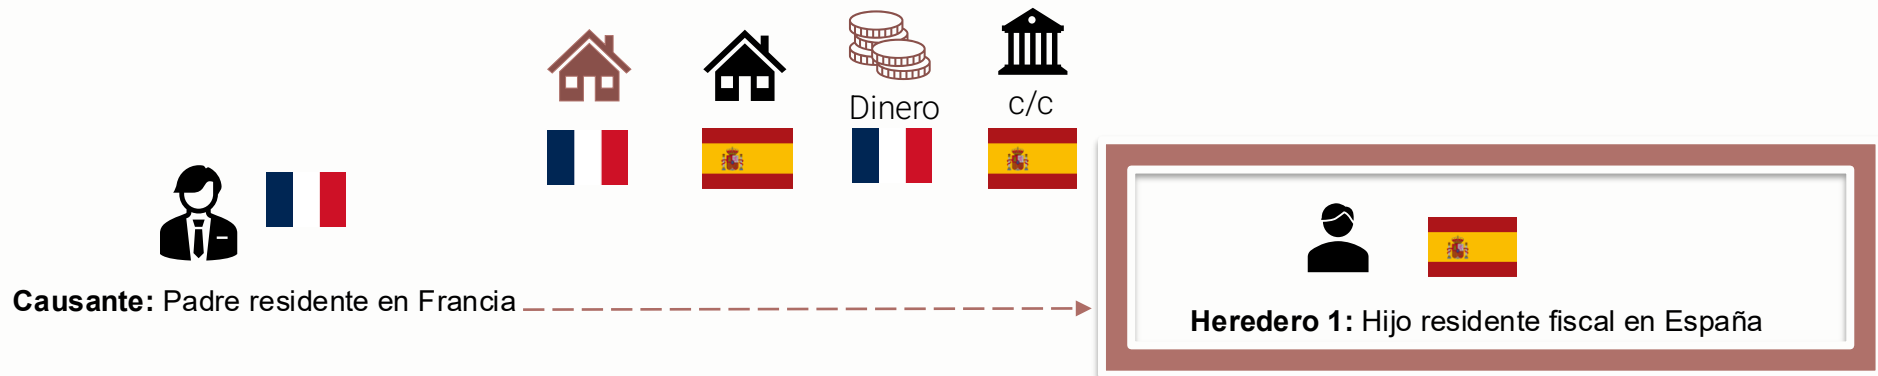 Dinero
c/c
Causante: Padre residente en Francia
Heredero 1: Hijo residente fiscal en España